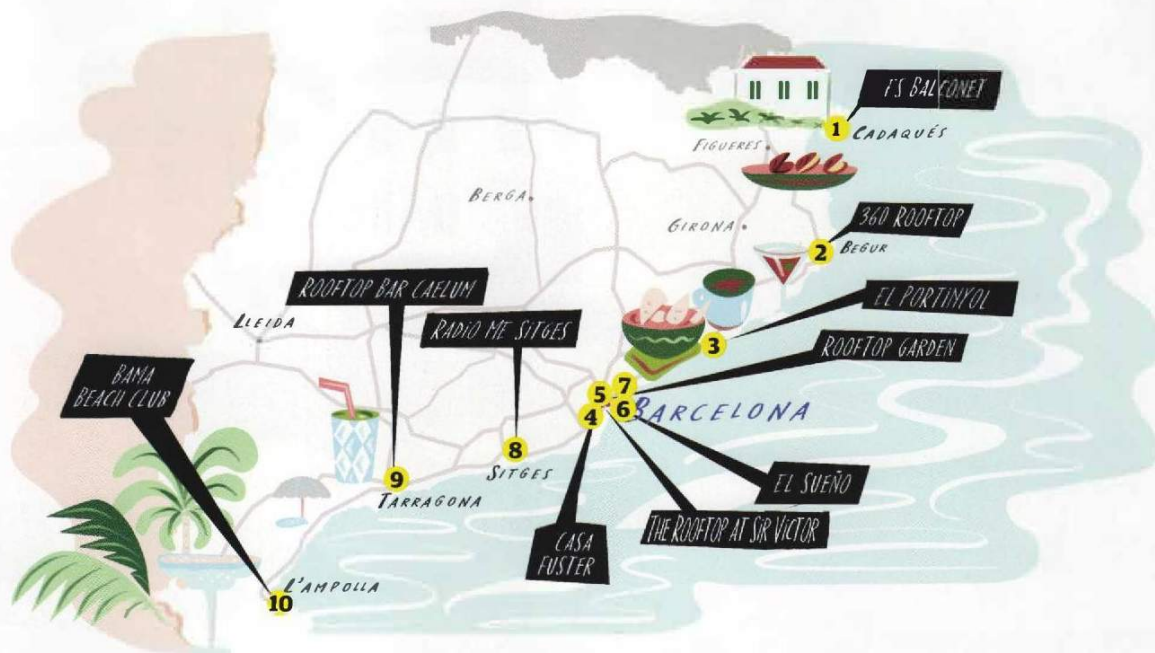 ES BALCONET
1
CADAQUÉS
FIGUERES
BERGA
GIRONA
360 ROOFTOP
2
BEGUR
ROOFTOP BAR CAELUM
EL PORTINYOL
LLEIDA
RADIO ME SITGES
3
ROOFTOP GARDEN
BAMA
BEACH CLUB
5
7
4
6
BARCELONA
8
SITGES
9
TARRAGONA
EL SUEÑO
THE ROOFTOP AT SIR VICTOR
CASA
FUSTER
L'AMPOLLA
10